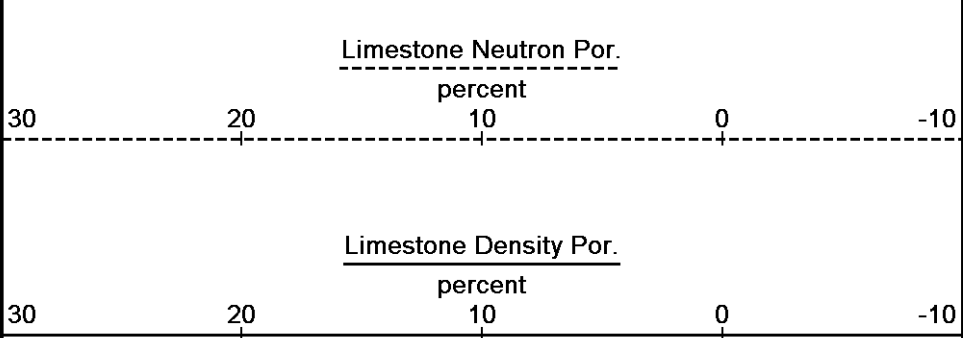 Limestone Neutron Por.
percent
30 20 10 0 -10
Limestone Density Por.
percent
30 20 10 0 -10